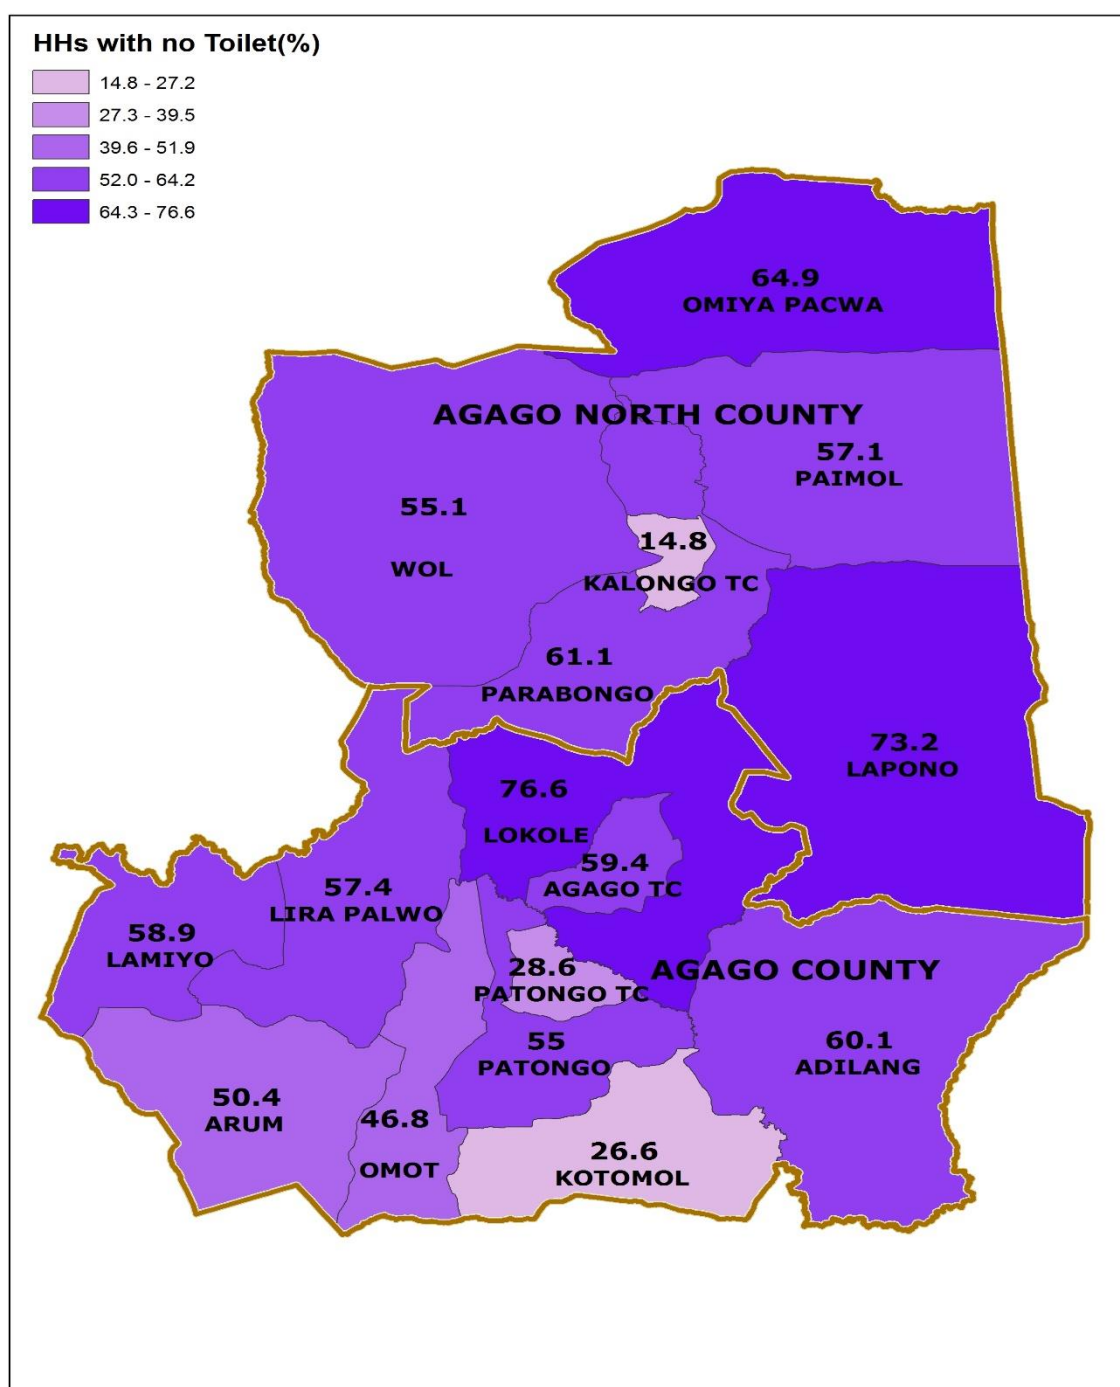 HHs with no Toilet(%)
14.8 - 27.2
27.3 - 39.5
39.6 - 51.9
52.0 - 64.2
64.3 - 76.6
64.9
OMIYA PACWA
AGAGO NORTH COUNTY
57.1
PAIMOL
55.1
WOL
14.8
KALONGO TC
61.1
PARABONGO
73.2
LAPONO
76.6
LOKOLE
59.4
AGAGO TC
57.4
LIRA PALWO
58.9
LAMIYO
28.6
PATONGO TC
AGAGO COUNTY
55
PATONGO
60.1
ADILANG
50.4
ARUM
46.8
OMOT
26.6
KOTOMOL